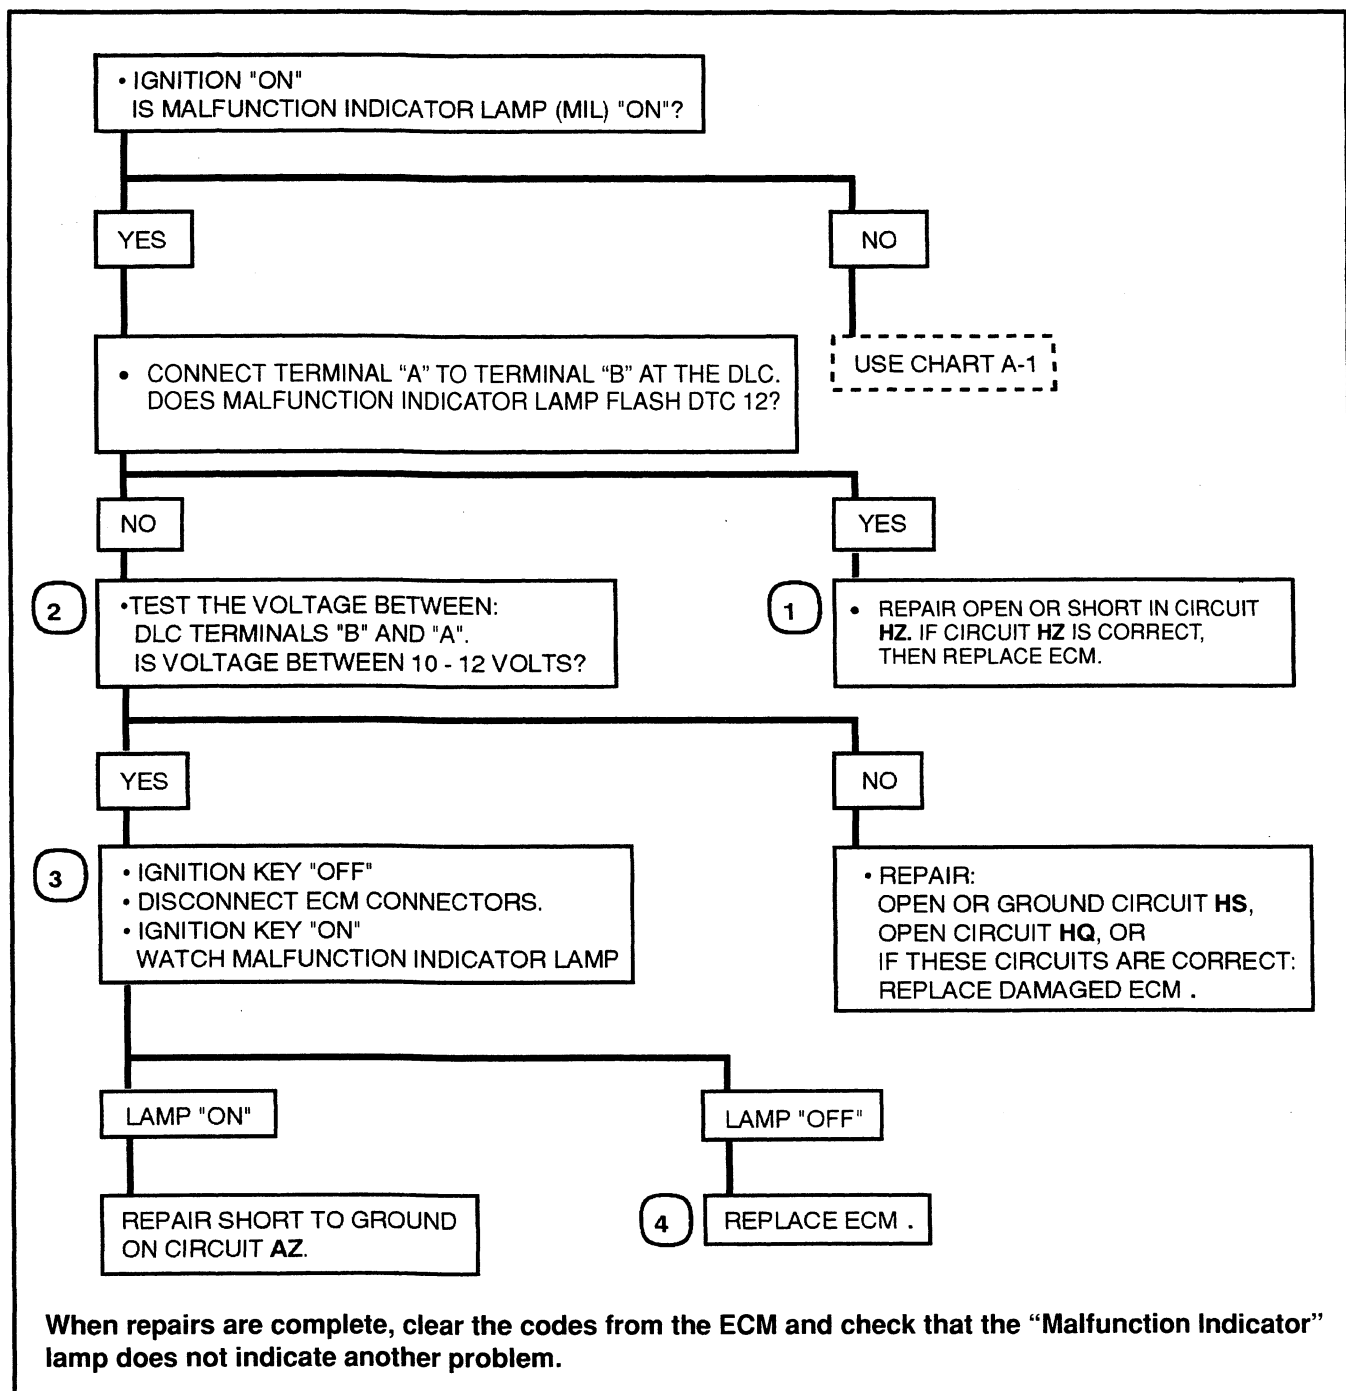 • IGNITION "ON"
IS MALFUNCTION INDICATOR LAMP (MIL) "ON"?
YES
NO
• CONNECT TERMINAL “A” TO TERMINAL “B” AT THE DLC.
DOES MALFUNCTION INDICATOR LAMP FLASH DTC 12?
USE CHART A-1
NO
YES
2
•TEST THE VOLTAGE BETWEEN:
DLC TERMINALS "B" AND "A".
IS VOLTAGE BETWEEN 10 - 12 VOLTS?
1
• REPAIR OPEN OR SHORT IN CIRCUIT
HZ. IF CIRCUIT HZ IS CORRECT,
THEN REPLACE ECM.
YES
NO
3
• IGNITION KEY "OFF"
• DISCONNECT ECM CONNECTORS.
• IGNITION KEY "ON"
WATCH MALFUNCTION INDICATOR LAMP
• REPAIR:
OPEN OR GROUND CIRCUIT HS,
OPEN CIRCUIT HQ, OR
IF THESE CIRCUITS ARE CORRECT:
REPLACE DAMAGED ECM .
LAMP "ON"
LAMP "OFF"
REPAIR SHORT TO GROUND
ON CIRCUIT AZ.
4
REPLACE ECM .
When repairs are complete, clear the codes from the ECM and check that the “Malfunction Indicator”
lamp does not indicate another problem.